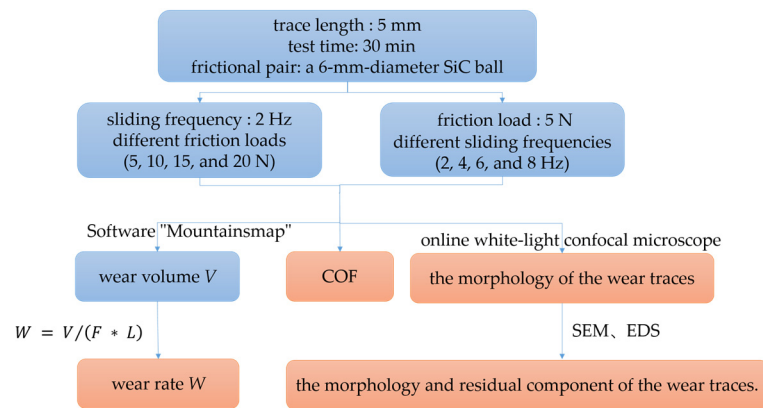 trace length : 5 mm
test time: 30 min
frictional pair: a 6-mm-diameter SiC ball
sliding frequency : 2 Hz
different friction loads
(5, 10, 15, and 20 N)
friction load : 5 N
different sliding frequencies
(2, 4, 6, and 8 Hz)
Software "Mountainsmap"
online white-light confocal microscope
wear volume V
COF
the morphology of the wear traces
W = V/(F * L)
SEM、EDS
wear rate W
the morphology and residual component of the wear traces.